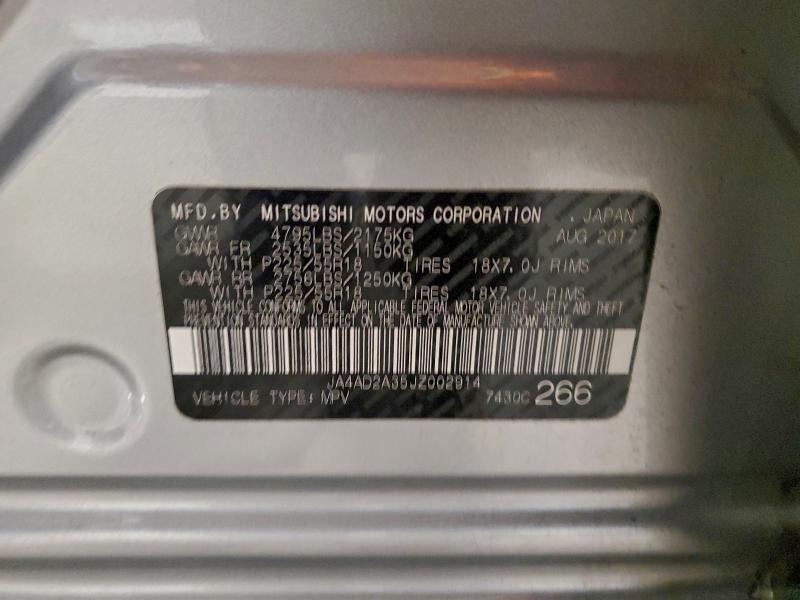 MFD.BY MITSUBISHI MOTORS CORPORATION . JAPAN
GVWR 4795LBS/2175KG AUG 2017
GAWR FR 2535LBS/1150KG
WITH P225/55R18 TIRES 18X7.0J RIMS
GAWR RR 2756LBS/1250KG
WITH P225/55R18 TIRES 18X7.0J RIMS
THIS VEHICLE CONFORMS TO ALL APPLICABLE FEDERAL MOTOR VEHICLE SAFETY AND THEFT
PREVENTION STANDARDS IN EFFECT ON THE DATE OF MANUFACTURE SHOWN ABOVE.
JA4AD2A35JZ002914
VEHICLE TYPE: MPV 7430C 266